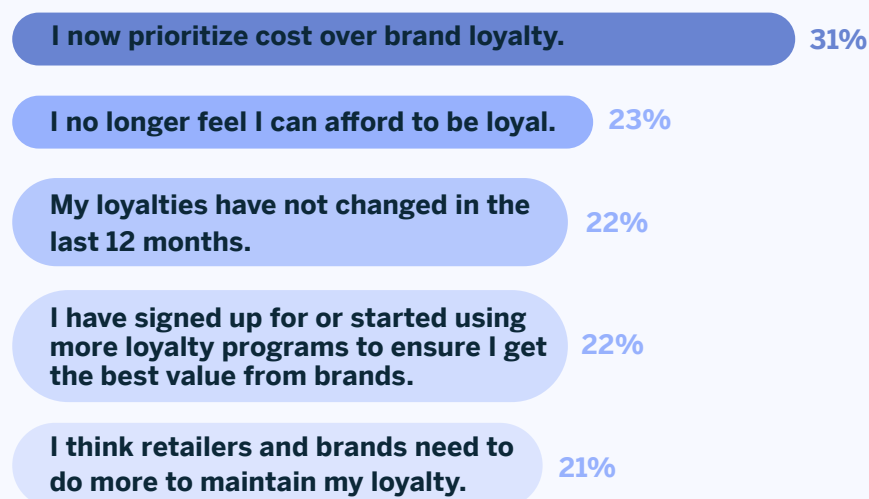 I now prioritize cost over brand loyalty.
31%
I no longer feel I can afford to be loyal.
23%
My loyalties have not changed in the
last 12 months.
22%
I have signed up for or started using
more loyalty programs to ensure I get
the best value from brands.
22%
I think retailers and brands need to
do more to maintain my loyalty.
21%